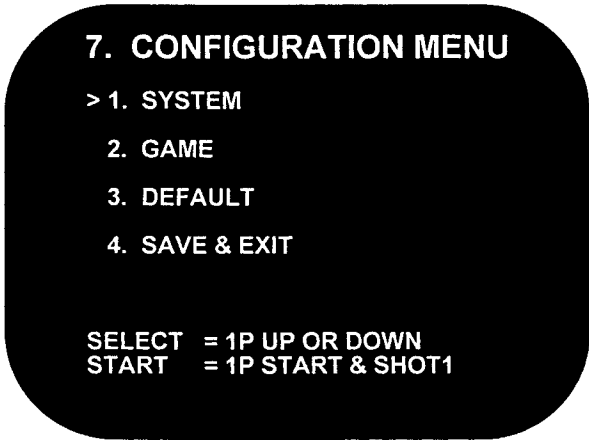 7. CONFIGURATION MENU
> 1. SYSTEM
2. GAME
3. DEFAULT
4. SAVE & EXIT
SELECT = 1P UP OR DOWN
START = 1P START & SHOT1